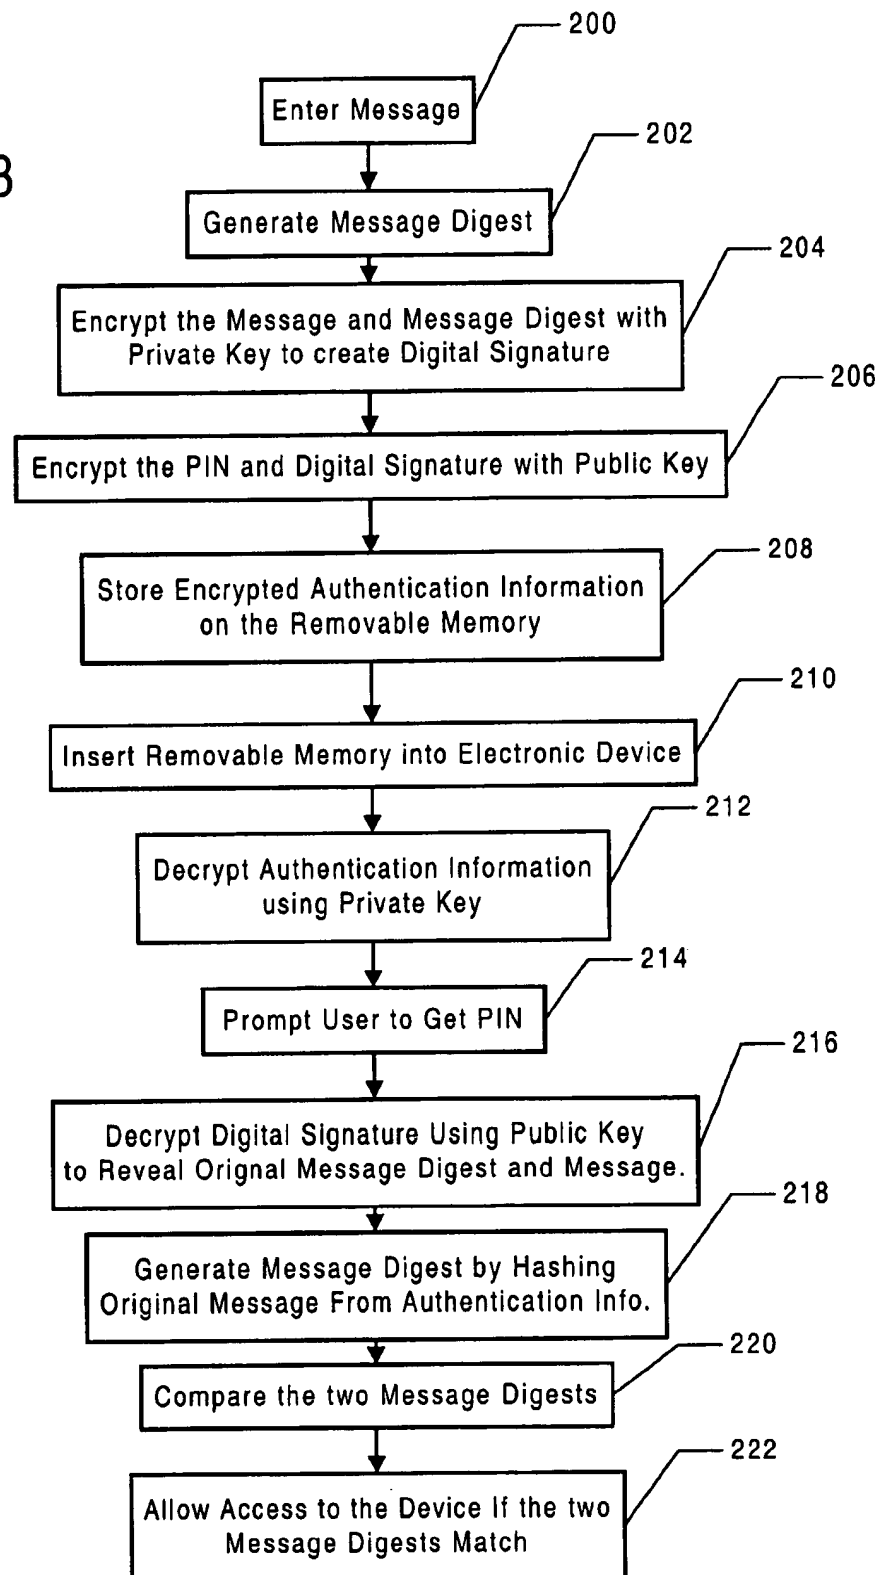 200
Enter Message
202
3
Generate Message Digest
204
Encrypt the Message and Message Digest with
Private Key to create Digital Signature
206
Encrypt the PIN and Digital Signature with Public Key
208
Store Encrypted Authentication Information
on the Removable Memory
210
Insert Removable Memory into Electronic Device
212
Decrypt Authentication Information
using Private Key
214
Prompt User to Get PIN
216
Decrypt Digital Signature Using Public Key
to Reveal Orignal Message Digest and Message.
218
Generate Message Digest by Hashing
Original Message From Authentication Info.
220
Compare the two Message Digests
222
Allow Access to the Device If the two
Message Digests Match